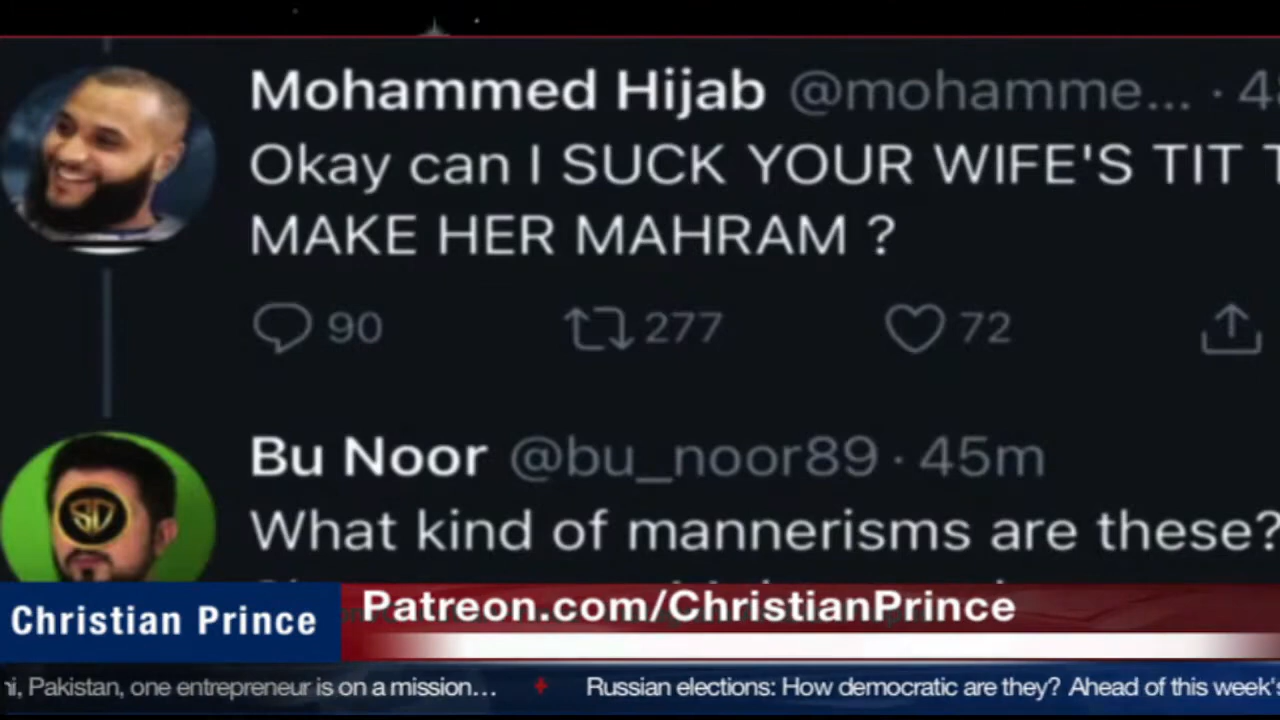 Mohammed Hijab @mohamme... · 4
Okay can I SUCK YOUR WIFE'S TIT
MAKE HER MAHRAM ?
90 277 72
Bu Noor @bu_noor89 · 45m
What kind of mannerisms are these?
Christian Prince
Patreon.com/ChristianPrince
Pakistan, one entrepreneur is on a mission... Russian elections: How democratic are they? Ahead of this week's